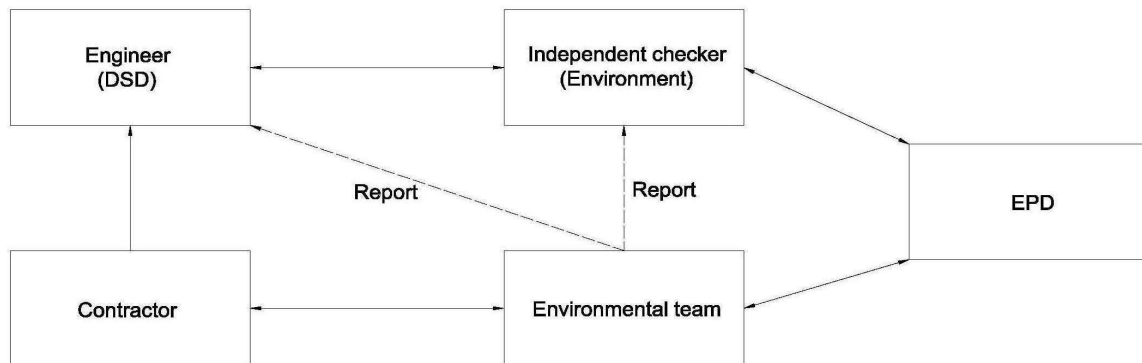 Engineer
(DSD)
Independent checker
(Environment)
Report
Report
EPD
Contractor
Environmental team